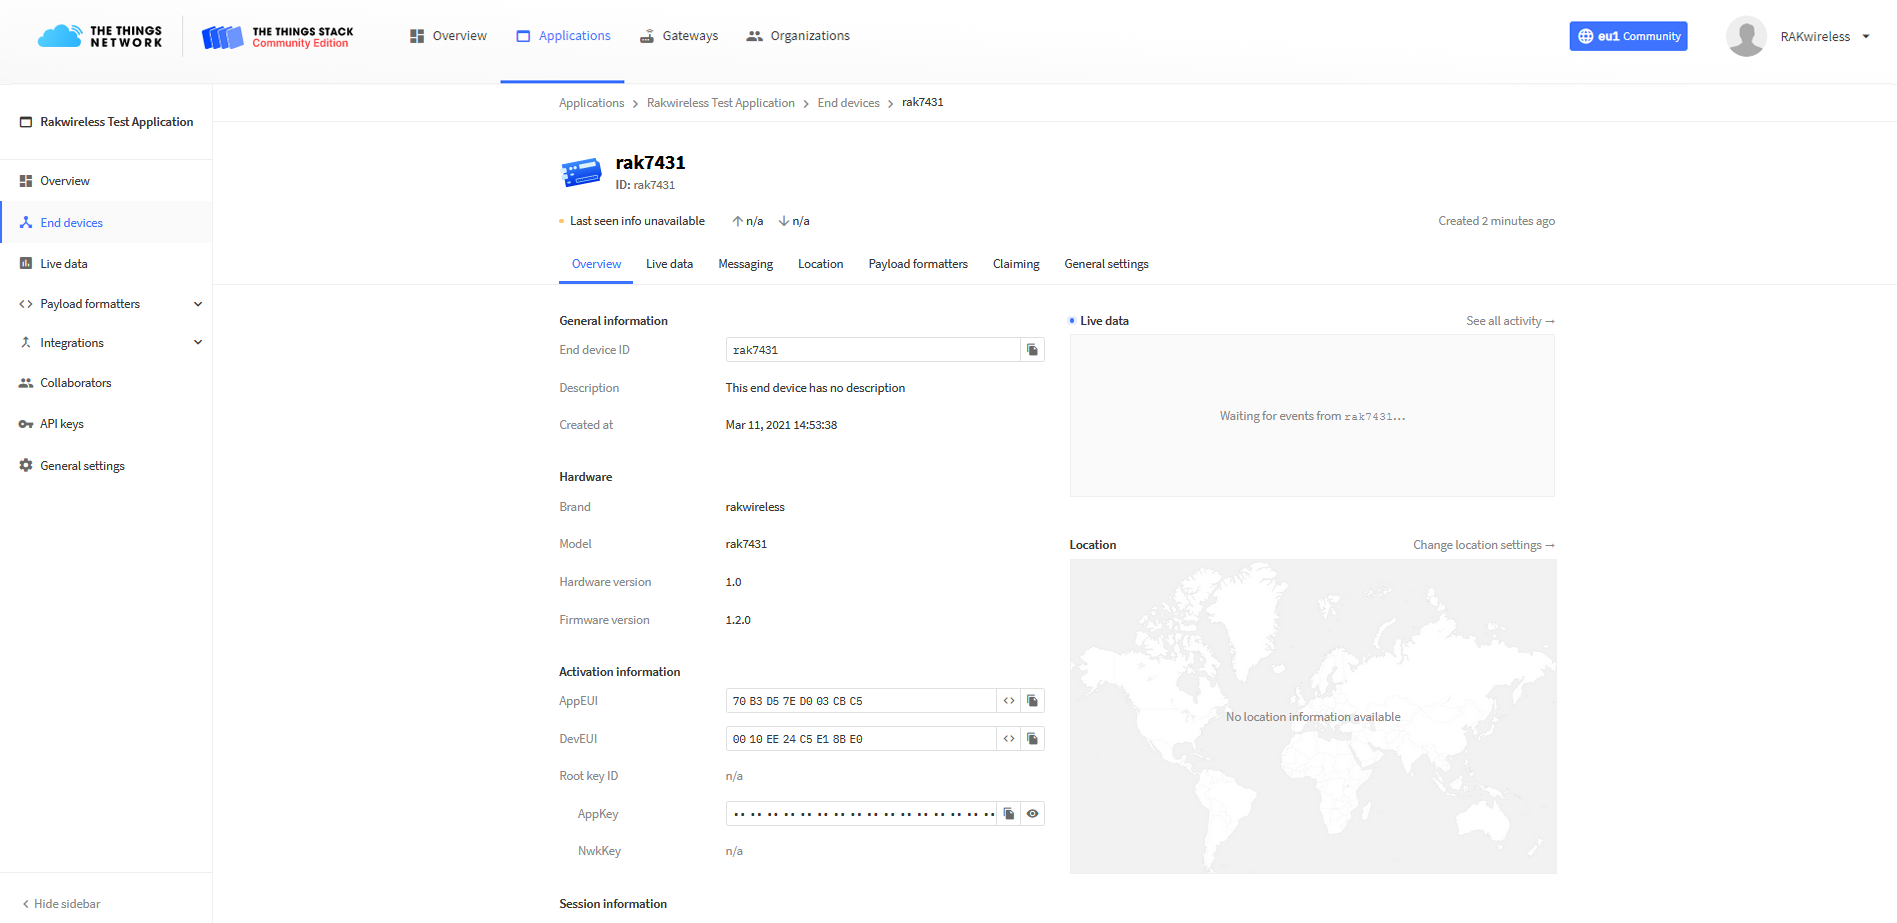 THE THINGS
NETWORK
THE THINGS STACK
Community Edition
Overview
Applications
Gateways
Organizations
eu1 Community
RAKwireless
Rakwireless Test Application
Overview
End devices
Live data
Payload formatters
Integrations
Collaborators
API keys
General settings
Hide sidebar
Applications > Rakwireless Test Application > End devices > rak7431
rak7431
ID: rak7431
Last seen info unavailable ↑ n/a ↓ n/a
Created 2 minutes ago
Overview Live data Messaging Location Payload formatters Claiming General settings
General information
End device ID rak7431
Description This end device has no description
Created at Mar 11, 2021 14:53:38
Hardware
Brand rakwireless
Model rak7431
Hardware version 1.0
Firmware version 1.2.0
Activation information
AppEUI 70 B3 D5 7E D0 03 CB C5
DevEUI 00 10 EE 24 C5 E1 8B E0
Root key ID n/a
AppKey ·· ·· ·· ·· ·· ·· ·· ·· ·· ·· ·· ·· ·· ·· ·· ··
NwkKey n/a
Session information
Live data
See all activity →
Waiting for events from rak7431...
Location
Change location settings →
No location information available